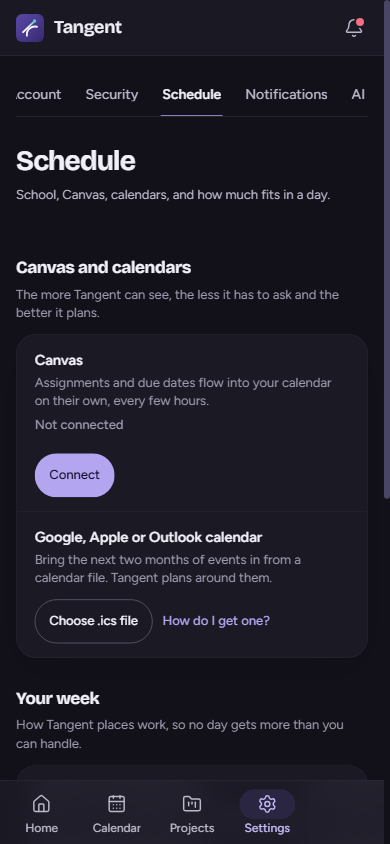 Tangent
.ccount Security Schedule Notifications AI
Schedule
School, Canvas, calendars, and how much fits in a day.
Canvas and calendars
The more Tangent can see, the less it has to ask and the
better it plans.
Canvas
Assignments and due dates flow into your calendar
on their own, every few hours.
Not connected
Connect
Google, Apple or Outlook calendar
Bring the next two months of events in from a
calendar file. Tangent plans around them.
Choose .ics file How do I get one?
Your week
How Tangent places work, so no day gets more than you
can handle.
Home Calendar Projects Settings